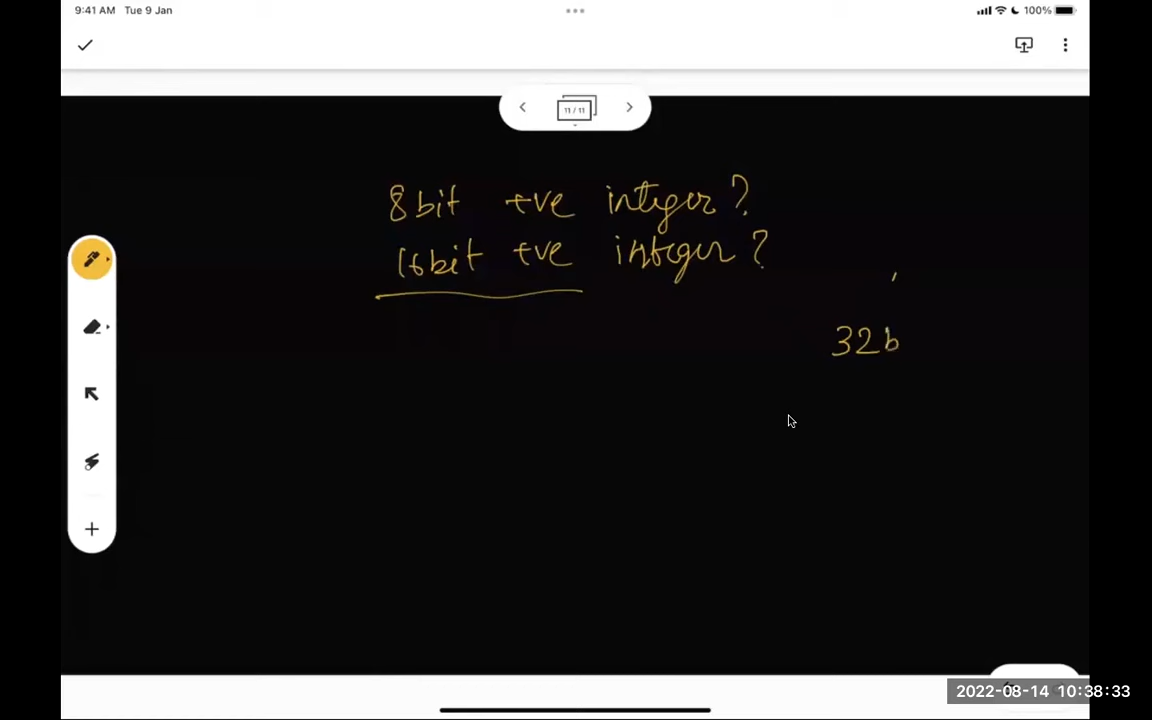 9:41 AM Tue 9 Jan
100%
11 / 11
8bit +ve integer?
16bit +ve integer?
32b
2022-08-14 10:38:33